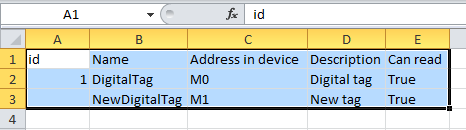 A1 fx id
A B C D E
1 id Name Address in device Description Can read
2 1 DigitalTag M0 Digital tag True
3 NewDigitalTag M1 New tag True
4